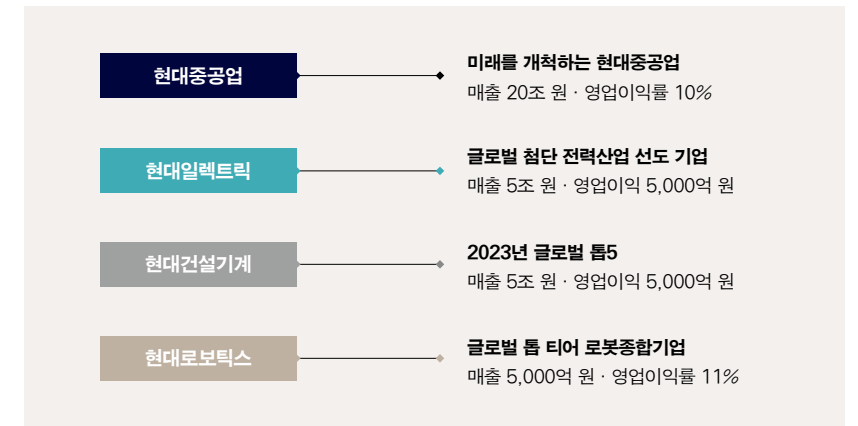 현대중공업
미래를 개척하는 현대중공업
매출 20조 원 · 영업이익률 10%
현대일렉트릭
글로벌 첨단 전력산업 선도 기업
매출 5조 원 · 영업이익 5,000억 원
현대건설기계
2023년 글로벌 톱5
매출 5조 원 · 영업이익 5,000억 원
현대로보틱스
글로벌 톱 티어 로봇종합기업
매출 5,000억 원 · 영업이익률 11%